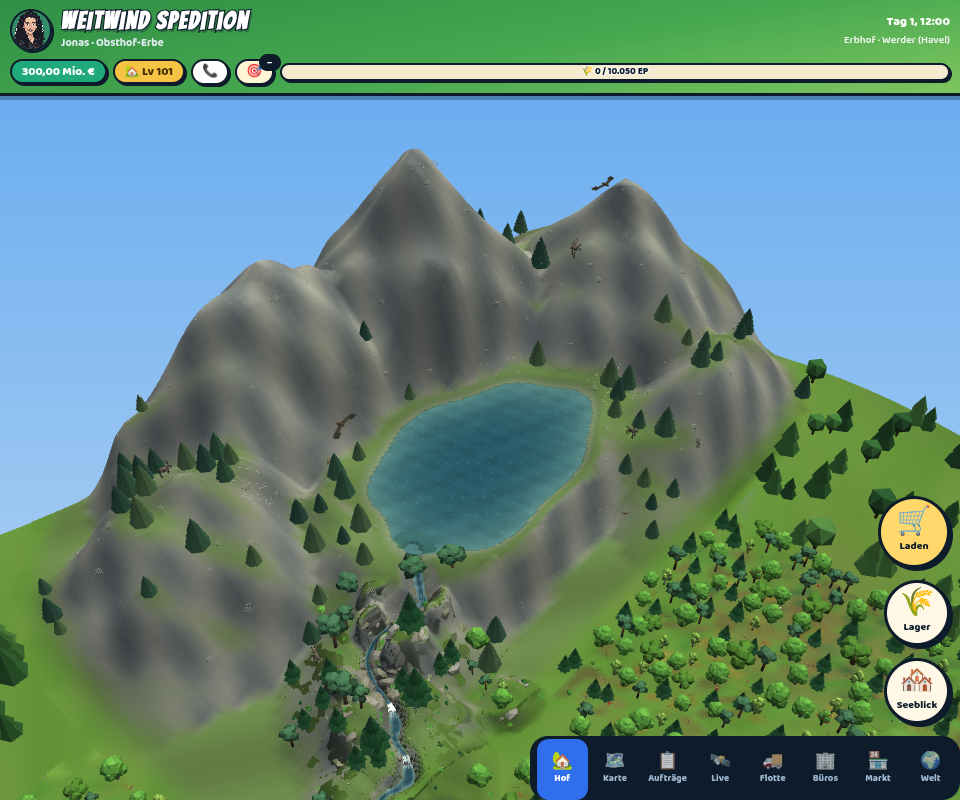 WEITWIND SPEDITION
Jonas · Obsthof-Erbe
Tag 1, 12:00
Erbhof · Werder (Havel)
300,00 Mio. €
Lv 101
–
0 / 10.050 EP
Laden
Lager
Seeblick
Hof
Karte
Aufträge
Live
Flotte
Büros
Markt
Welt